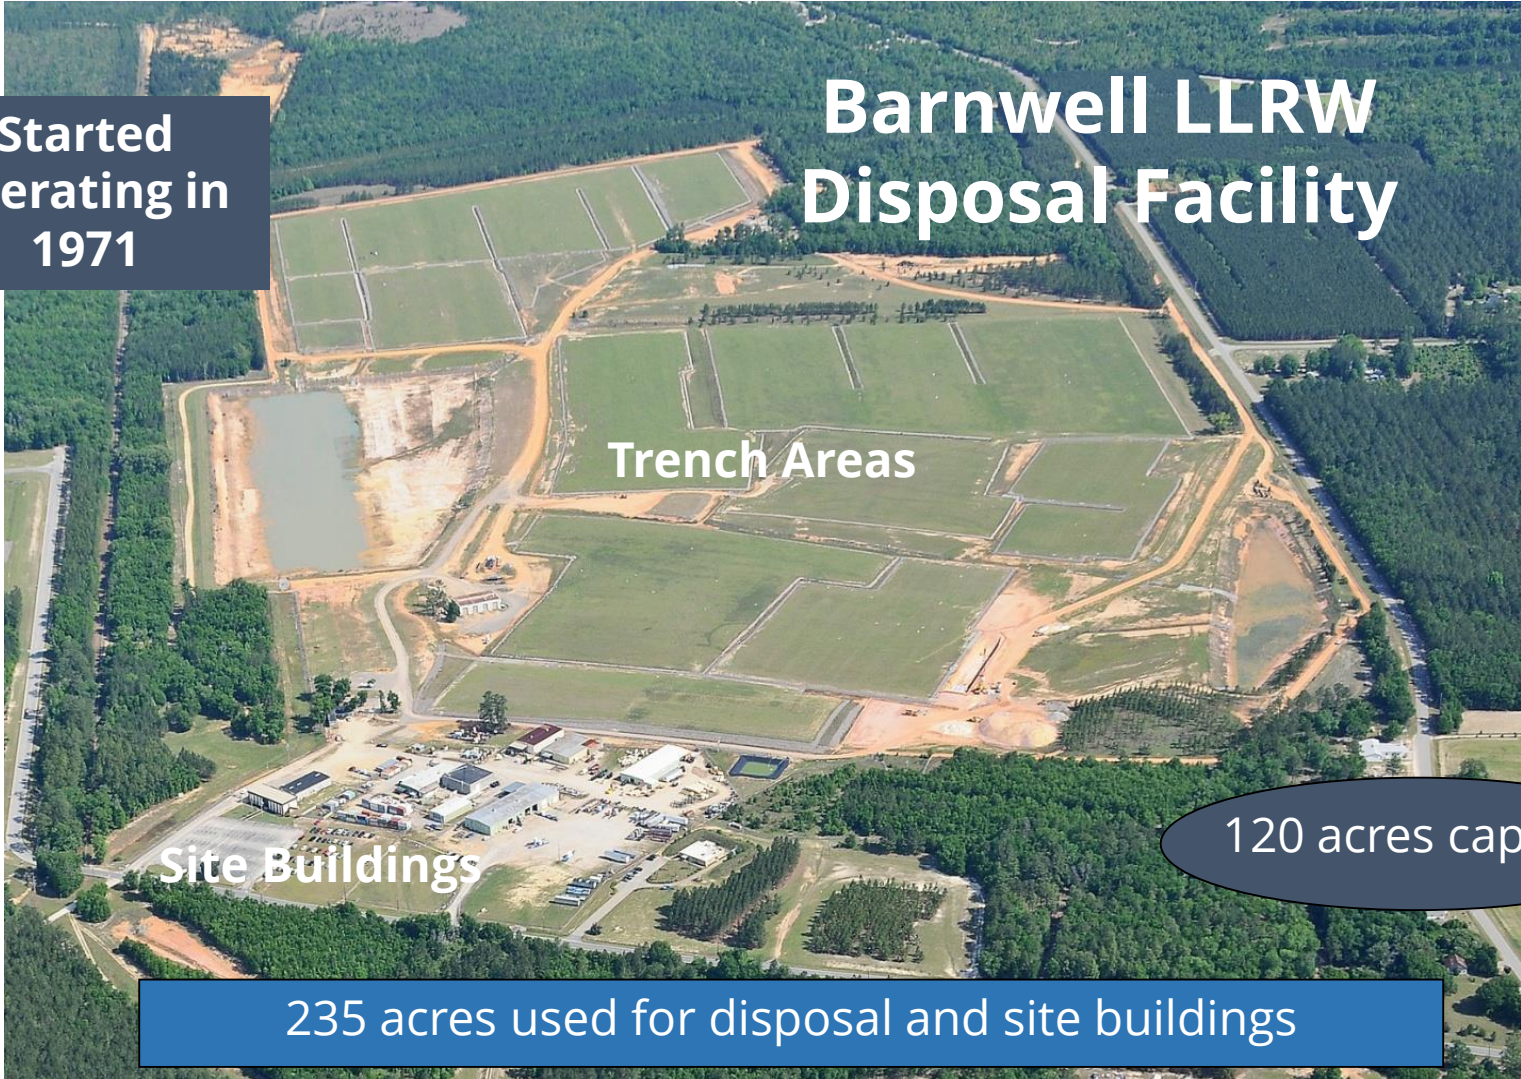 Barnwell LLRW
Disposal Facility
Started
erating in
1971
Trench Areas
Site Buildings
120 acres cap
235 acres used for disposal and site buildings